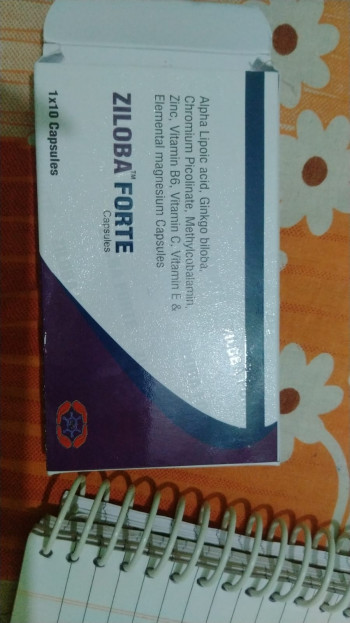 Alpha Lipoic acid, Ginkgo biloba,
Chromium Picolinate, Methylcobalamin,
Zinc, Vitamin B6, Vitamin C, Vitamin E &
Elemental magnesium Capsules
ZILOBA™ FORTE
Capsules
1x10 Capsules